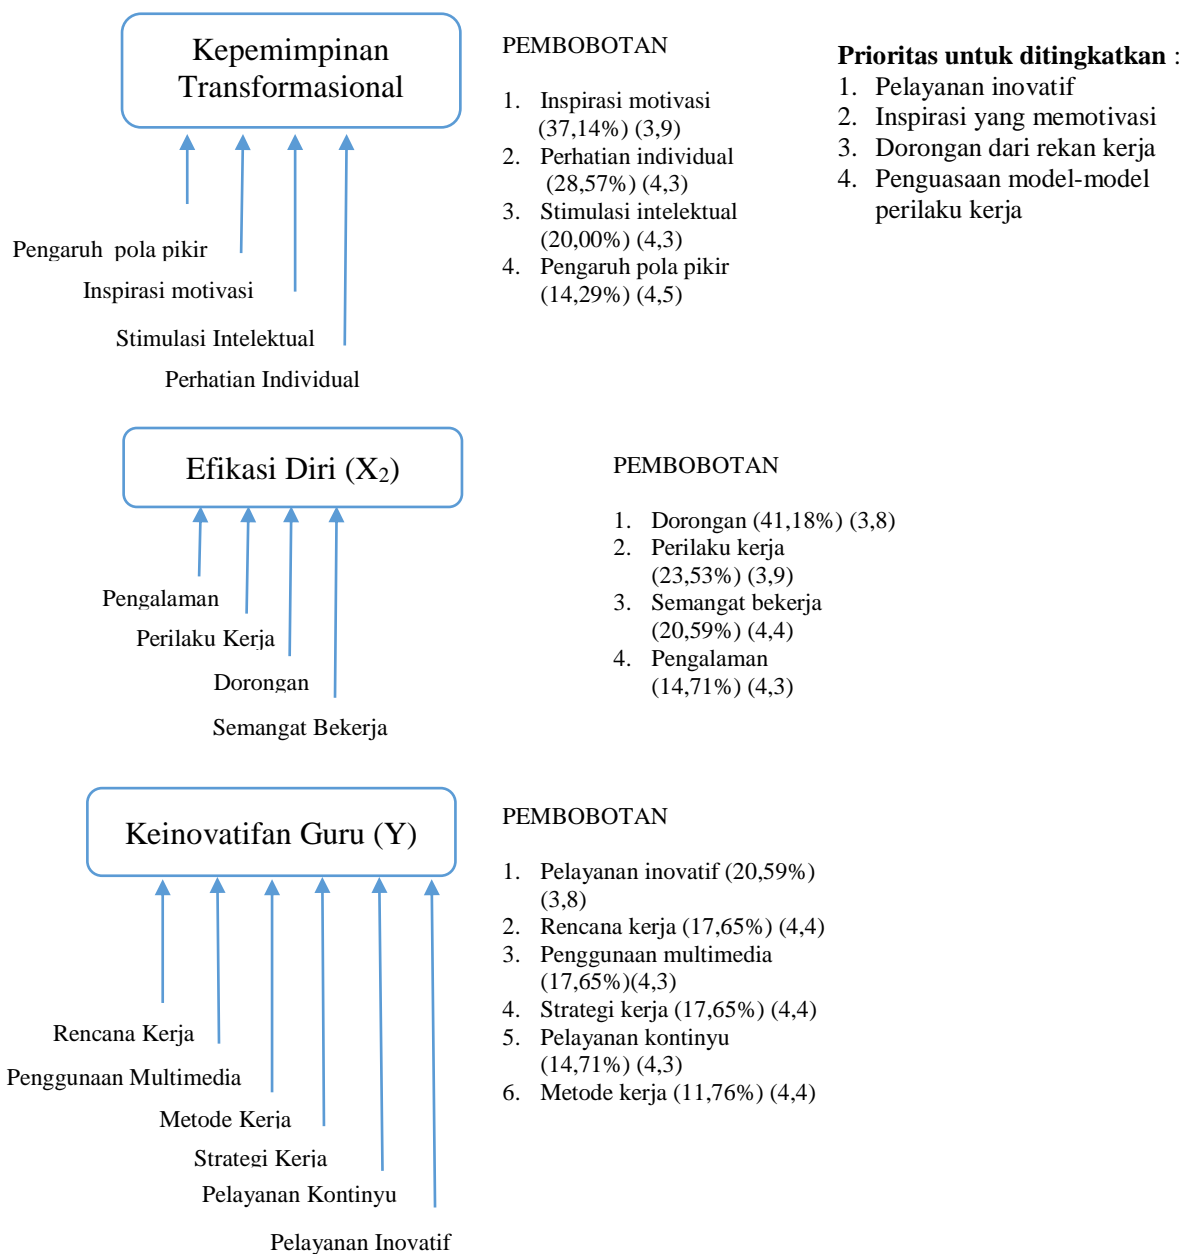 Kepemimpinan
Transformasional
Pengaruh  pola pikir
Inspirasi motivasi
Stimulasi Intelektual
Perhatian Individual
PEMBOBOTAN
1. Inspirasi motivasi
(37,14%) (3,9)
2. Perhatian individual
(28,57%) (4,3)
3. Stimulasi intelektual
(20,00%) (4,3)
4. Pengaruh pola pikir
(14,29%) (4,5)
Prioritas untuk ditingkatkan :
1. Pelayanan inovatif
2. Inspirasi yang memotivasi
3. Dorongan dari rekan kerja
4. Penguasaan model-model
perilaku kerja
Efikasi Diri (X₂)
Pengalaman
Perilaku Kerja
Dorongan
Semangat Bekerja
PEMBOBOTAN
1. Dorongan (41,18%) (3,8)
2. Perilaku kerja
(23,53%) (3,9)
3. Semangat bekerja
(20,59%) (4,4)
4. Pengalaman
(14,71%) (4,3)
Keinovatifan Guru (Y)
Rencana Kerja
Penggunaan Multimedia
Metode Kerja
Strategi Kerja
Pelayanan Kontinyu
Pelayanan Inovatif
PEMBOBOTAN
1. Pelayanan inovatif (20,59%)
(3,8)
2. Rencana kerja (17,65%) (4,4)
3. Penggunaan multimedia
(17,65%)(4,3)
4. Strategi kerja (17,65%) (4,4)
5. Pelayanan kontinyu
(14,71%) (4,3)
6. Metode kerja (11,76%) (4,4)